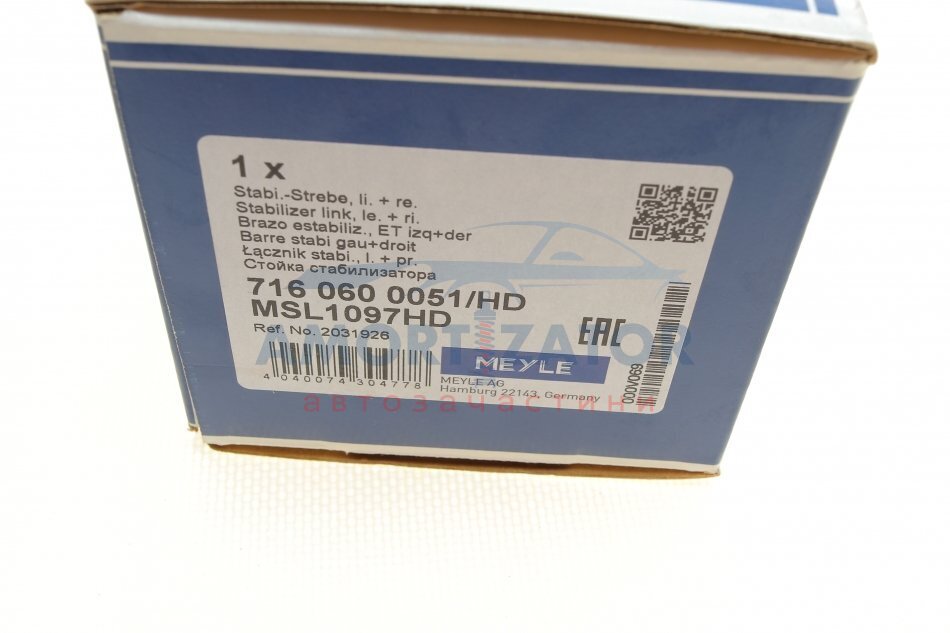 1 x
Stabi.-Strebe, li. + re.
Stabilizer link, le. + ri.
Brazo estabiliz., ET izq+der
Barre stabi gau+droit
Łącznik stabi., l. + pr.
Стойка стабилизатора
716 060 0051/HD
MSL1097HD
Ref. No. 2031926
EAC
AMORTIZATOR
4 040074 304778
MEYLE
MEYLE AG
Hamburg 22143, Germany
автозачастини
000V069